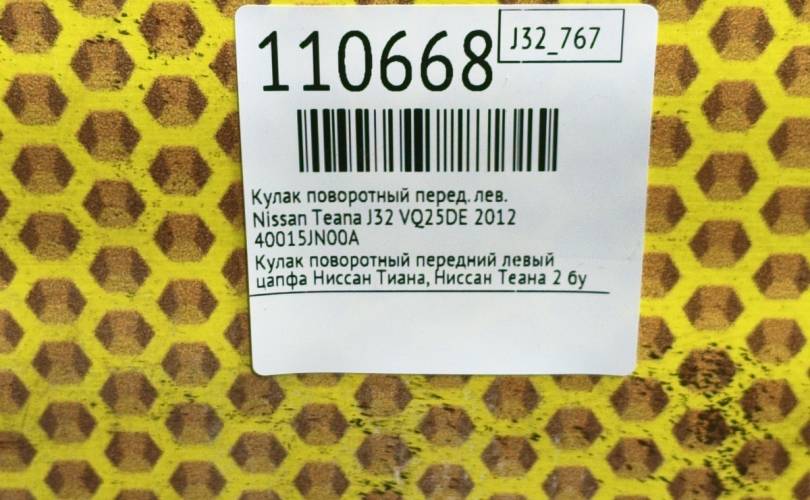 110668
J32_767
Кулак поворотный перед. лев.
Nissan Teana J32 VQ25DE 2012
40015JN00A
Кулак поворотный передний левый
цапфа Ниссан Тиана, Ниссан Теана 2 бу